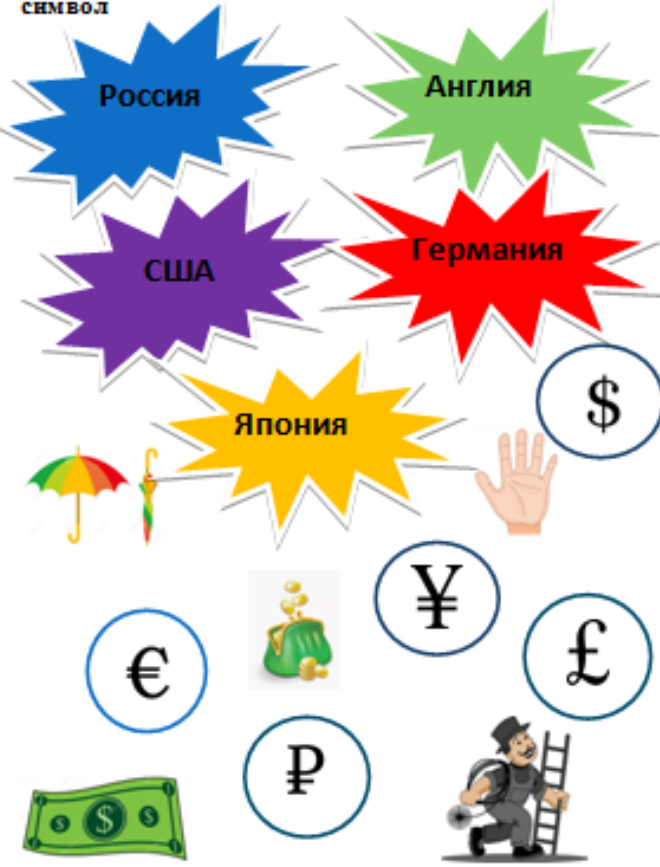 символ
Россия
Англия
США
Германия
Япония
$
¥
€
£
₽
$ $ $